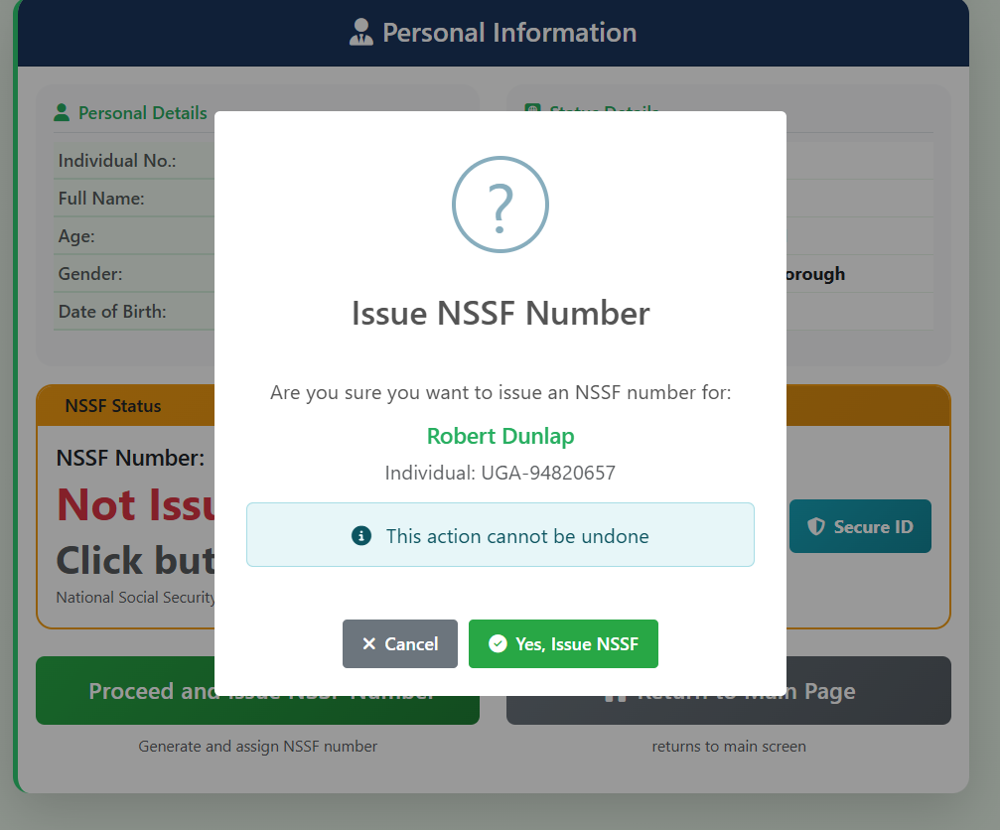 Personal Information
Personal Details
Status Details
Individual No.:
Full Name:
Age:
Gender:
orough
Date of Birth:
?
Issue NSSF Number
Are you sure you want to issue an NSSF number for:
Robert Dunlap
Individual: UGA-94820657
This action cannot be undone
NSSF Status
NSSF Number:
Not Issu
Click but
National Social Security
Secure ID
Cancel
Yes, Issue NSSF
Proceed and Issue NSSF Number
Return to Main Page
Generate and assign NSSF number
returns to main screen